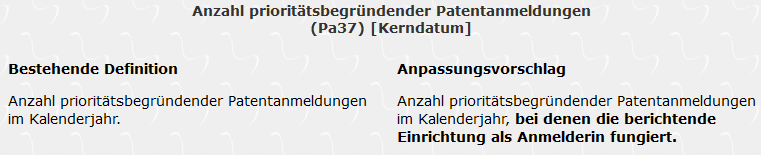 Anzahl prioritätsbegründender Patentanmeldungen
(Pa37) [Kerndatum]
Bestehende Definition
Anzahl prioritätsbegründender Patentanmeldungen
im Kalenderjahr.
Anpassungsvorschlag
Anzahl prioritätsbegründender Patentanmeldungen
im Kalenderjahr, bei denen die berichtende
Einrichtung als Anmelderin fungiert.